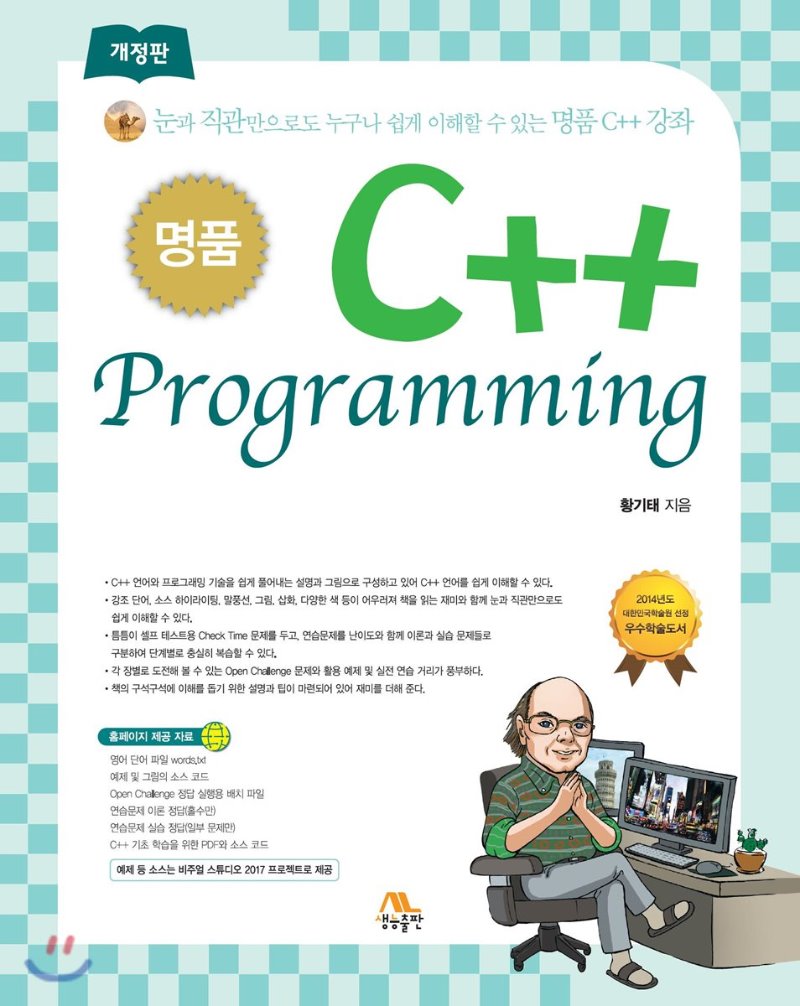 개정판
눈과 직관만으로도 누구나 쉽게 이해할 수 있는 명품 C++ 강좌
명품
C++
Programming
황기태 지음
• C++ 언어와 프로그래밍 기술을 쉽게 풀어내는 설명과 그림으로 구성하고 있어 C++ 언어를 쉽게 이해할 수 있다.
• 강조 단어, 소스 하이라이팅, 말풍선, 그림, 삽화, 다양한 색 등이 어우러져 책을 읽는 재미와 함께 눈과 직관만으로도
쉽게 이해할 수 있다.
• 틈틈이 셀프 테스트용 Check Time 문제를 두고, 연습문제를 난이도와 함께 이론과 실습 문제들로
구분하여 단계별로 충실히 복습할 수 있다.
• 각 장별로 도전해 볼 수 있는 Open Challenge 문제와 활용 예제 및 실전 연습 거리가 풍부하다.
• 책의 구석구석에 이해를 돕기 위한 설명과 팁이 마련되어 있어 재미를 더해 준다.
2014년도
대한민국학술원 선정
우수학술도서
홈페이지 제공 자료
영어 단어 파일 words.txt
예제 및 그림의 소스 코드
Open Challenge 정답 실행용 배치 파일
연습문제 이론 정답(홀수만)
연습문제 실습 정답(일부 문제만)
C++ 기초 학습을 위한 PDF와 소스 코드
예제 등 소스는 비주얼 스튜디오 2017 프로젝트로 제공
생능출판